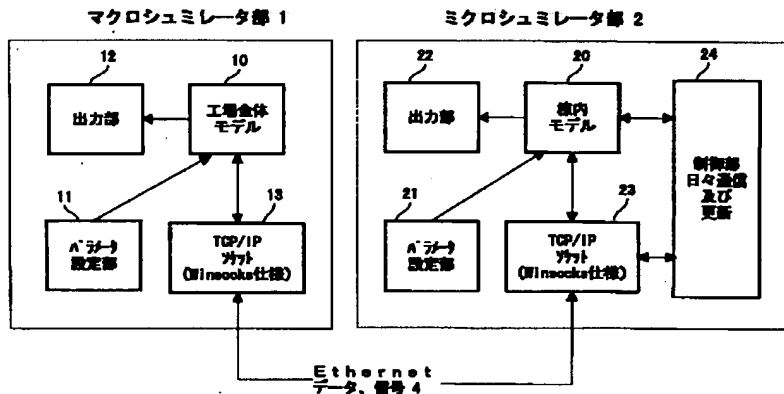 マクロシュミレータ部 1
12
10
出力部
工場全体
モデル
11
13
パラメータ
設定部
TCP/IP
ソケット
(Winsocks仕様)
ミクロシュミレータ部 2
22
20
24
出力部
棟内
モデル
制御部
日々通信
及び
更新
21
23
パラメータ
設定部
TCP/IP
ソケット
(Winsocks仕様)
Ethernet
データ、信号 4